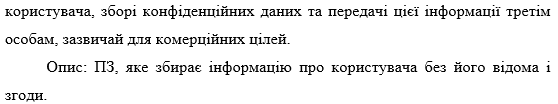 користувача, зборі конфіденційних даних та передачі цієї інформації третім
особам, зазвичай для комерційних цілей.
Опис: ПЗ, яке збирає інформацію про користувача без його відома і
згоди.